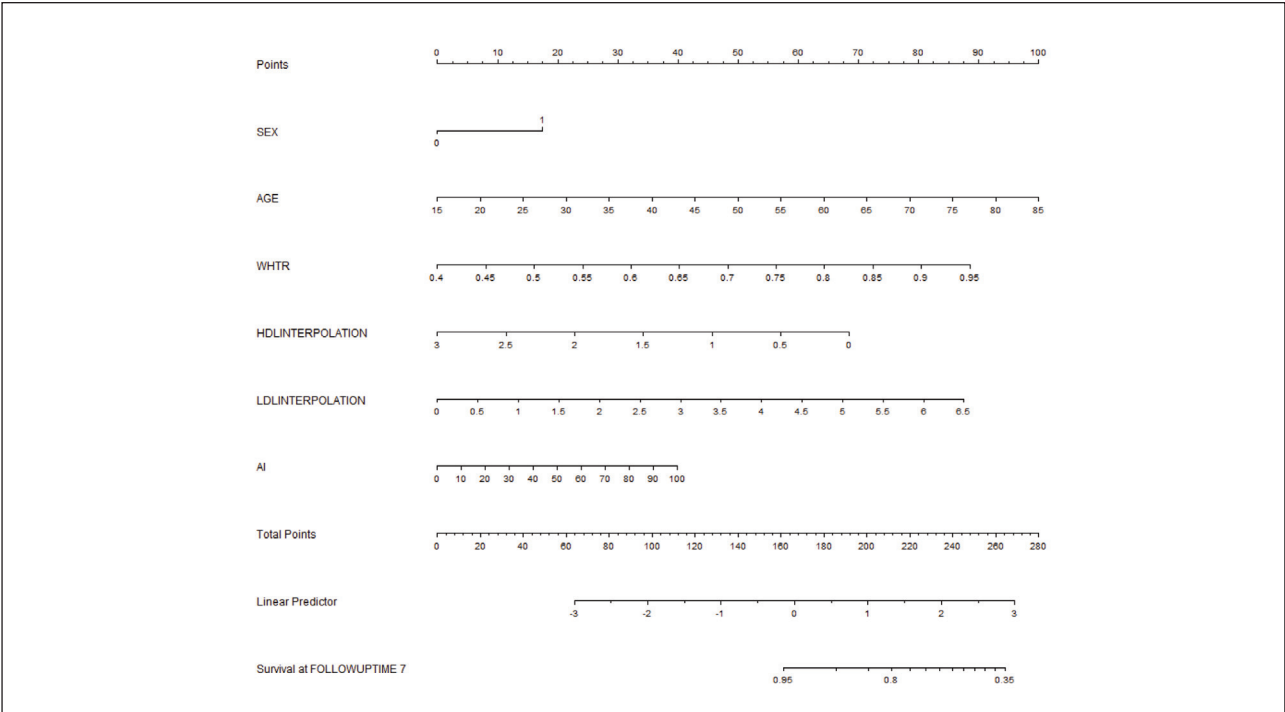 Points 0 10 20 30 40 50 60 70 80 90 100
SEX 0 1
AGE 15 20 25 30 35 40 45 50 55 60 65 70 75 80 85
WHTR 0.4 0.45 0.5 0.55 0.6 0.65 0.7 0.75 0.8 0.85 0.9 0.95
HDLINTERPOLATION 3 2.5 2 1.5 1 0.5 0
LDLINTERPOLATION 0 0.5 1 1.5 2 2.5 3 3.5 4 4.5 5 5.5 6 6.5
AI 0 10 20 30 40 50 60 70 80 90 100
Total Points 0 20 40 60 80 100 120 140 160 180 200 220 240 260 280
Linear Predictor -3 -2 -1 0 1 2 3
Survival at FOLLOWUPTIME 7 0.95 0.8 0.35